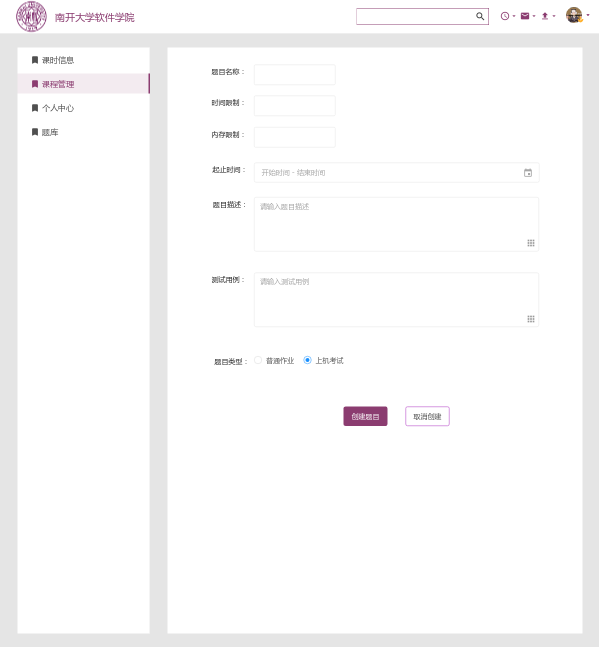 南开大学软件学院
课时信息
课程管理
个人中心
题库
题目名称：
时间限制：
内存限制：
起止时间：
开始时间 - 结束时间
题目描述：
请输入题目描述
测试用例：
请输入测试用例
题目类型：
普通作业
上机考试
创建题目
取消创建